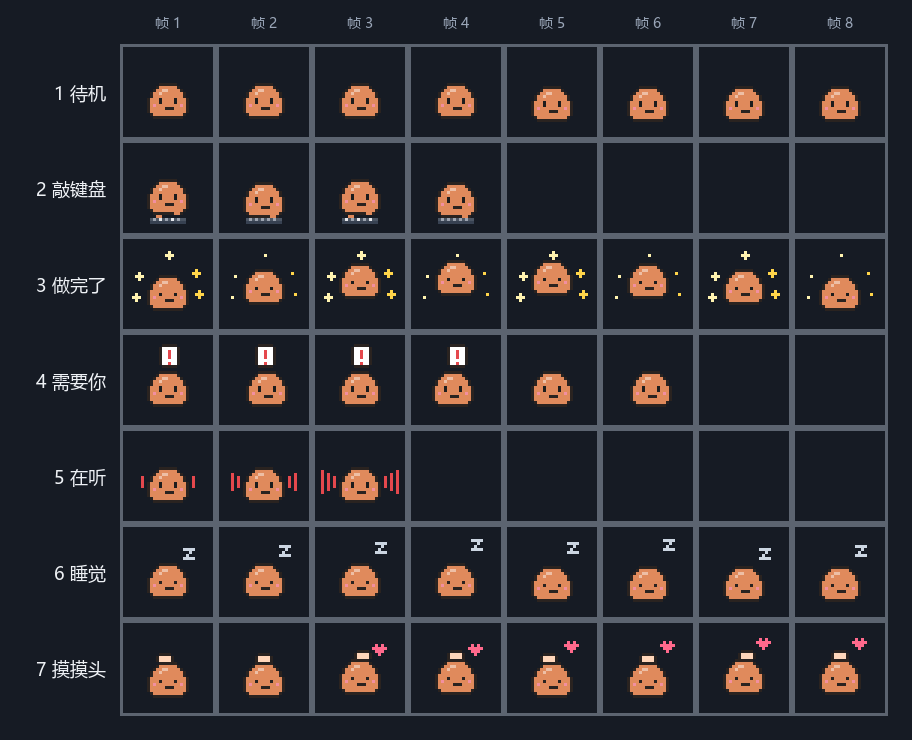 帧 1 帧 2 帧 3 帧 4 帧 5 帧 6 帧 7 帧 8
1 待机
2 敲键盘
3 做完了
4 需要你
! ! ! !
5 在听
6 睡觉
z z z z z z z z
7 摸摸头